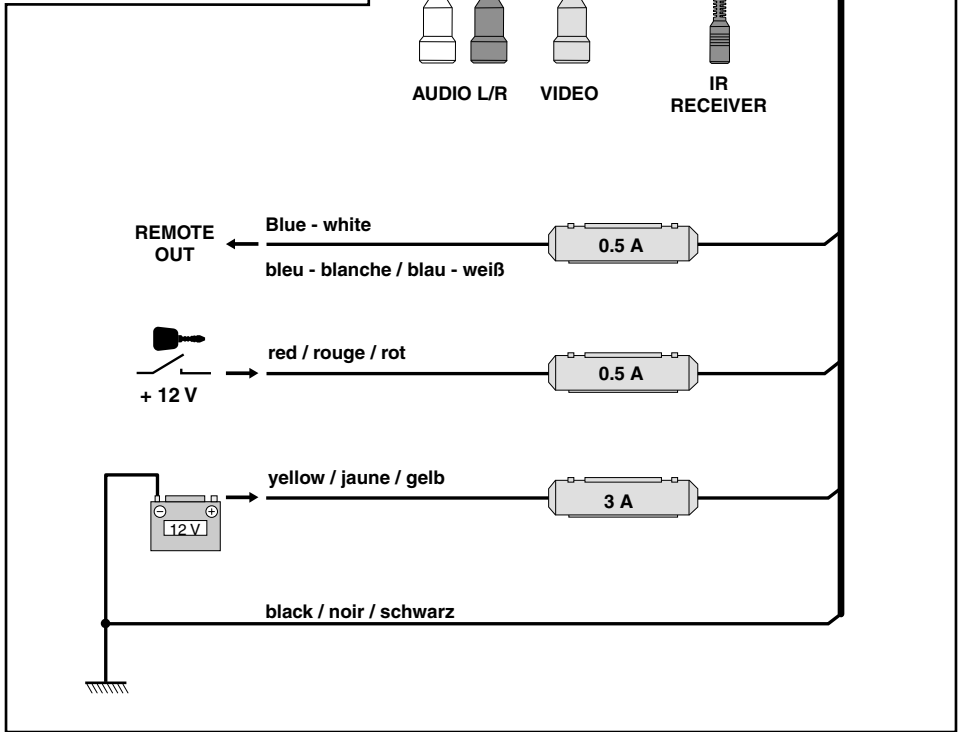 AUDIO L/R VIDEO
IR
RECEIVER
REMOTE
OUT
Blue - white
0.5 A
bleu - blanche / blau - weiß
red / rouge / rot
0.5 A
+ 12 V
yellow / jaune / gelb
3 A
12 V
black / noir / schwarz